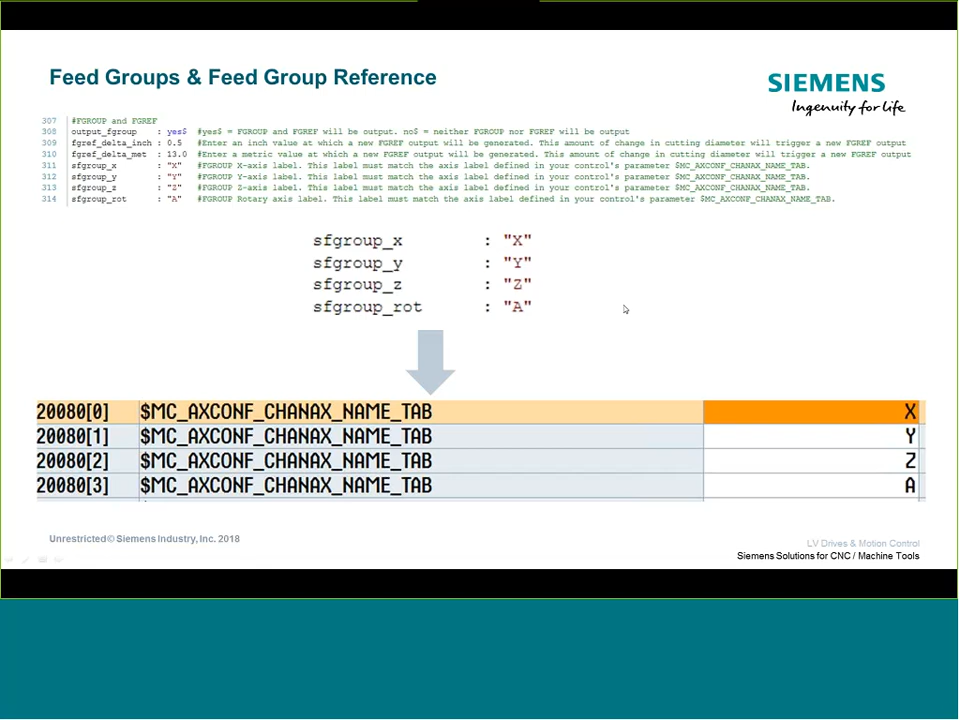 Feed Groups & Feed Group Reference
SIEMENS
Ingenuity for life
307 #FGROUP and FGREF
308 output_fgroup : yes$ #yes$ = FGROUP and FGREF will be output. no$ = neither FGROUP nor FGREF will be output
309 fgref_delta_inch : 0.5 #Enter an inch value at which a new FGREF output will be generated. This amount of change in cutting diameter will trigger a new FGREF output
310 fgref_delta_met : 13.0 #Enter a metric value at which a new FGREF output will be generated. This amount of change in cutting diameter will trigger a new FGREF output
311 sfgroup_x : "X" #FGROUP X-axis label. This label must match the axis label defined in your control's parameter $MC_AXCONF_CHANAX_NAME_TAB.
312 sfgroup_y : "Y" #FGROUP Y-axis label. This label must match the axis label defined in your control's parameter $MC_AXCONF_CHANAX_NAME_TAB.
313 sfgroup_z : "Z" #FGROUP Z-axis label. This label must match the axis label defined in your control's parameter $MC_AXCONF_CHANAX_NAME_TAB.
314 sfgroup_rot : "A" #FGROUP Rotary axis label. This label must match the axis label defined in your control's parameter $MC_AXCONF_CHANAX_NAME_TAB.
sfgroup_x : "X"
sfgroup_y : "Y"
sfgroup_z : "Z"
sfgroup_rot : "A"
20080[0] $MC_AXCONF_CHANAX_NAME_TAB X
20080[1] $MC_AXCONF_CHANAX_NAME_TAB Y
20080[2] $MC_AXCONF_CHANAX_NAME_TAB Z
20080[3] $MC_AXCONF_CHANAX_NAME_TAB A
Unrestricted © Siemens Industry, Inc. 2018
LV Drives & Motion Control
Siemens Solutions for CNC / Machine Tools